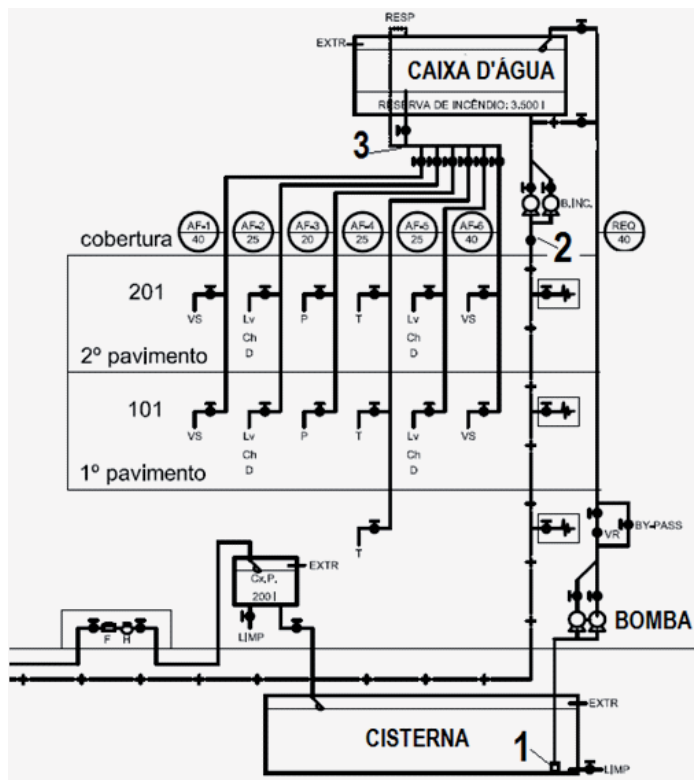 RESP
EXTR
CAIXA D'ÁGUA
RESERVA DE INCÊNDIO: 3.500 l
3
B.INC.
cobertura
AF-1
40
AF-2
25
AF-3
20
AF-4
25
AF-5
25
AF-6
40
2
REQ
40
201
VS
Lv
Ch
D
P
T
Lv
Ch
D
VS
2º pavimento
101
VS
Lv
Ch
D
P
T
Lv
Ch
D
VS
1º pavimento
T
VR
BY-PASS
EXTR
Cx.P.
200 l
LIMP
F
H
BOMBA
EXTR
CISTERNA
1
LIMP